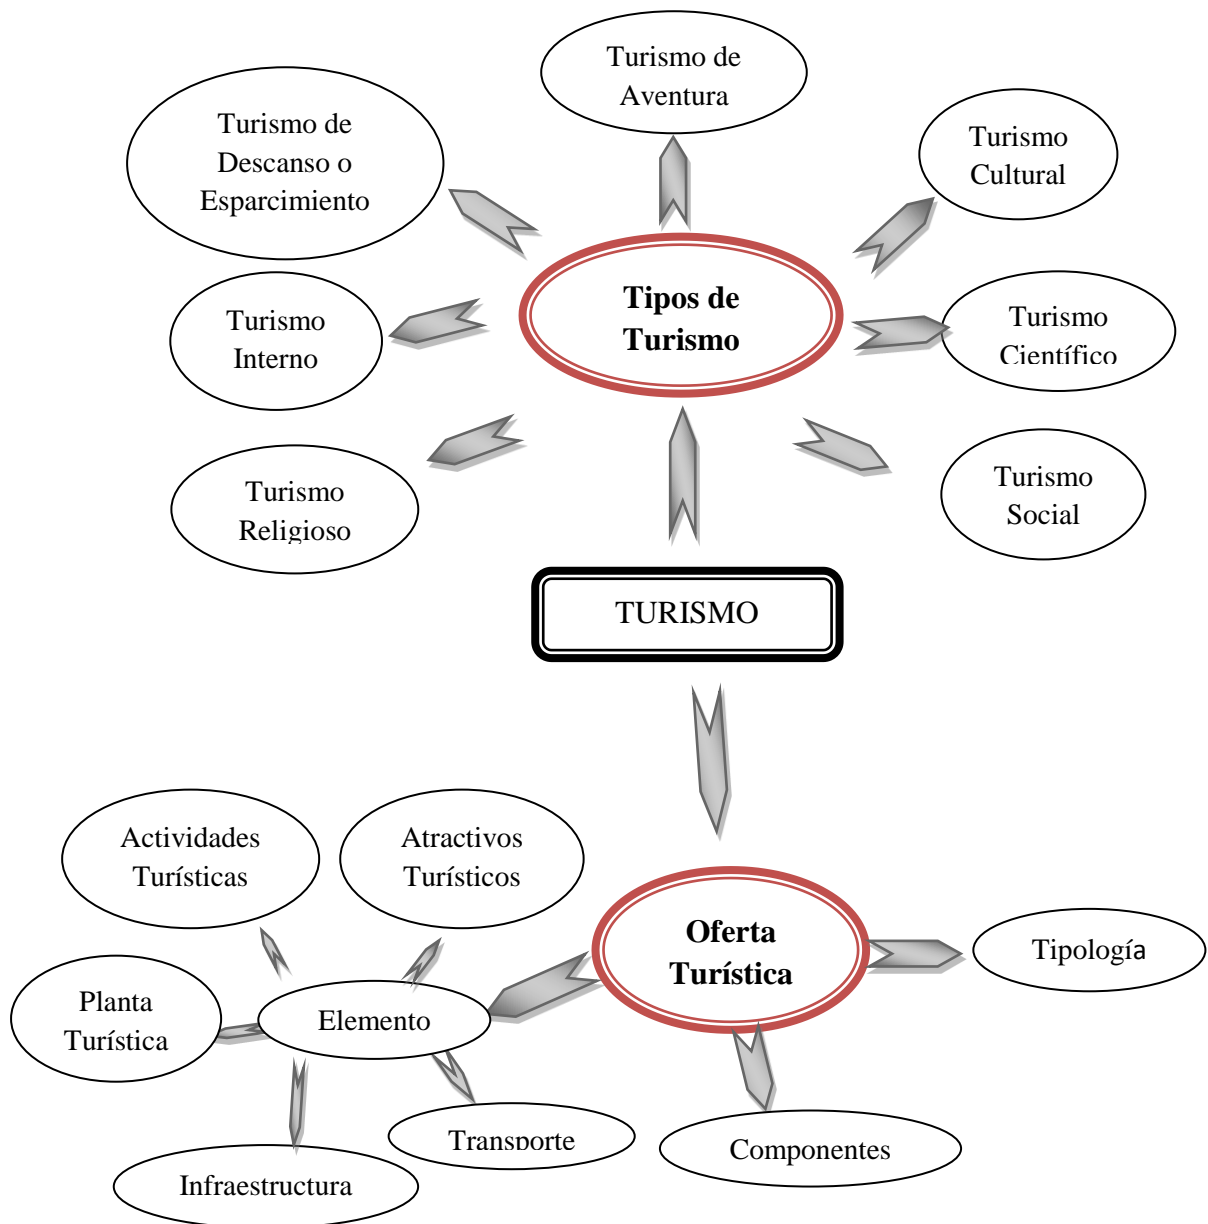 Turismo de
Aventura
Turismo de
Descanso o
Esparcimiento
Turismo
Cultural
Tipos de
Turismo
Turismo
Interno
Turismo
Científico
Turismo
Religioso
Turismo
Social
TURISMO
Actividades
Turísticas
Atractivos
Turísticos
Oferta
Turística
Tipología
Planta
Turística
Elemento
Transporte
Componentes
Infraestructura